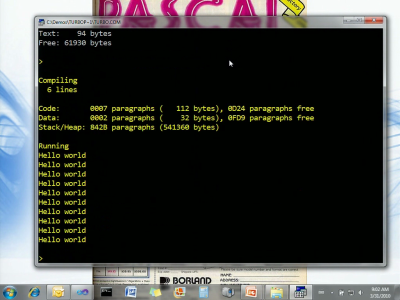 PASCAL
C:\Demos\TURBOP~1\TURBO.COM
Text:    94 bytes
Free: 61930 bytes
>
Compiling
  6 lines
Code:       0007 paragraphs (   112 bytes), 0D24 paragraphs free
Data:       0002 paragraphs (    32 bytes), 0FD9 paragraphs free
Stack/Heap: 842B paragraphs (541360 bytes)
Running
Hello world
Hello world
Hello world
Hello world
Hello world
Hello world
Hello world
Hello world
Hello world
Hello world
>
BORLAND
NAME
ADDRESS
9:02 AM
3/31/2010